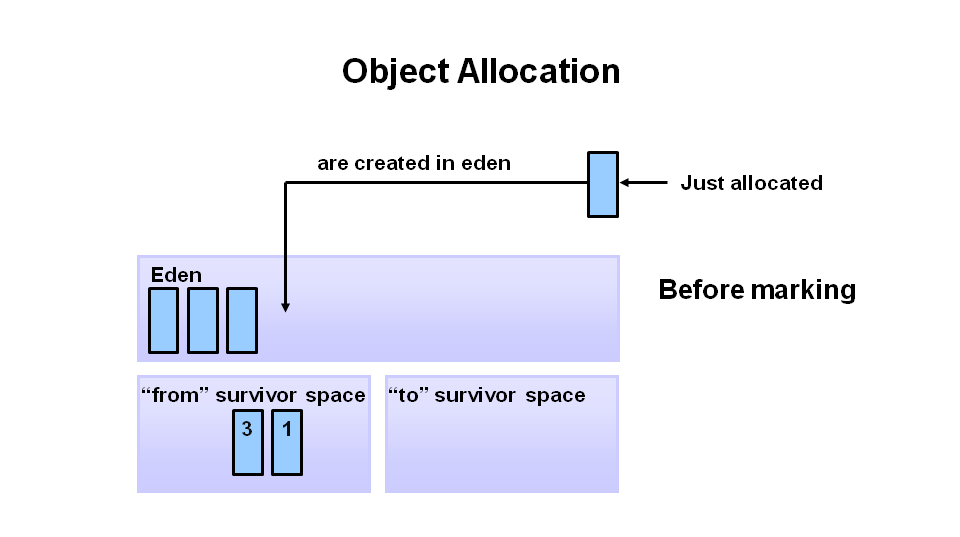 Object Allocation
are created in eden
Just allocated
Eden
Before marking
“from” survivor space
“to” survivor space
3
1